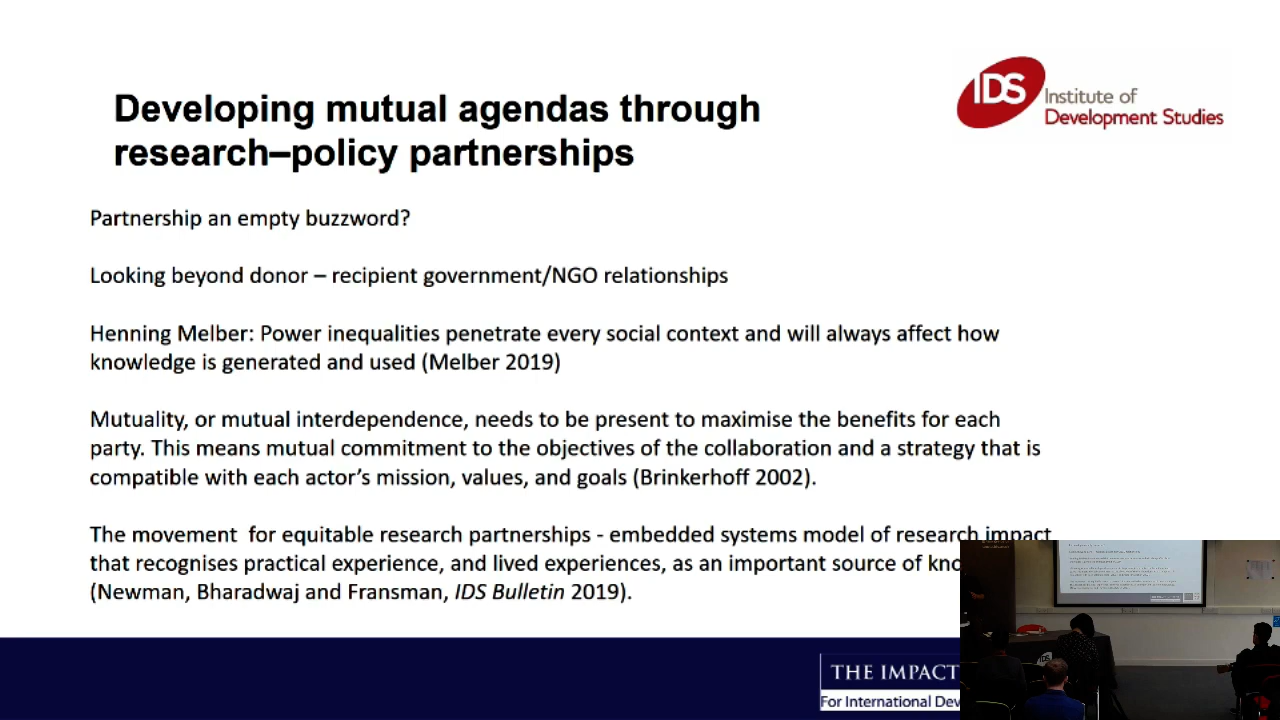 IDS Institute of
Development Studies
Developing mutual agendas through
research–policy partnerships
Partnership an empty buzzword?
Looking beyond donor – recipient government/NGO relationships
Henning Melber: Power inequalities penetrate every social context and will always affect how
knowledge is generated and used (Melber 2019)
Mutuality, or mutual interdependence, needs to be present to maximise the benefits for each
party. This means mutual commitment to the objectives of the collaboration and a strategy that is
compatible with each actor’s mission, values, and goals (Brinkerhoff 2002).
The movement for equitable research partnerships - embedded systems model of research impact
that recognises practical experience, and lived experiences, as an important source of
(Newman, Bharadwaj and Fransman, IDS Bulletin 2019).
THE IMPACT
For International
IDS